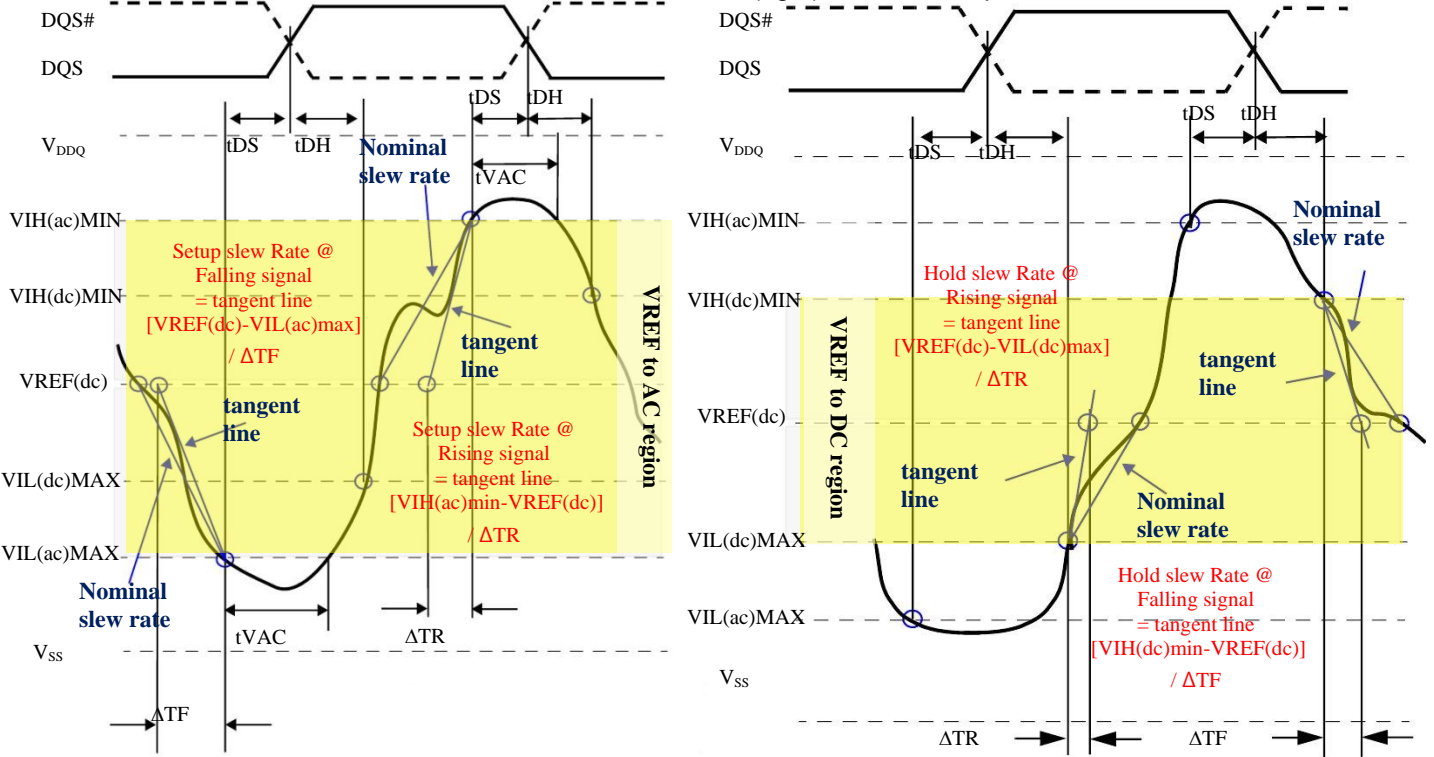 DQS#
DQS
tDS
tDH
tDS
tDH
VDDQ
Nominal
slew rate
tVAC
VIH(ac)MIN
Setup slew Rate @
Falling signal
= tangent line
[VREF(dc)-VIL(ac)max]
/ ΔTF
VIH(dc)MIN
tangent
line
VREF(dc)
tangent
line
Setup slew Rate @
Rising signal
= tangent line
[VIH(ac)min-VREF(dc)]
/ ΔTR
VREF to AC region
VIL(dc)MAX
VIL(ac)MAX
Nominal
slew rate
tVAC
ΔTR
VSS
ΔTF
DQS#
DQS
tDS
tDH
tDS
tDH
VDDQ
VIH(ac)MIN
Nominal
slew rate
Hold slew Rate @
Rising signal
= tangent line
[VREF(dc)-VIL(dc)max]
/ ΔTR
VIH(dc)MIN
VREF to DC region
tangent
line
VREF(dc)
tangent
line
Nominal
slew rate
VIL(dc)MAX
Hold slew Rate @
Falling signal
= tangent line
[VIH(dc)min-VREF(dc)]
/ ΔTF
VIL(ac)MAX
VSS
ΔTR
ΔTF